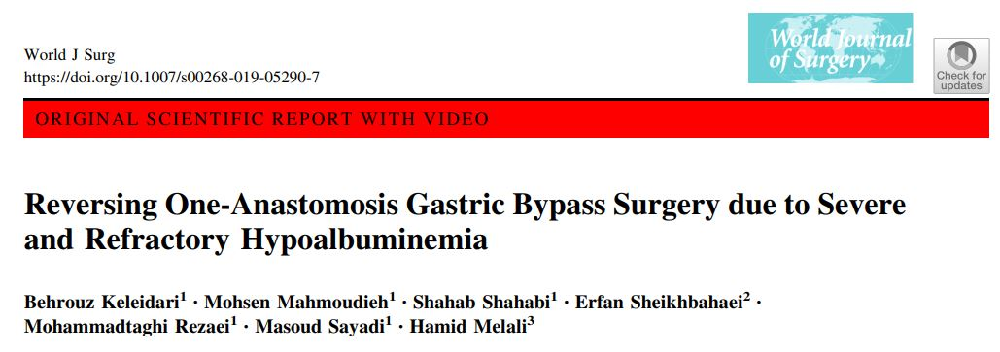 World Journal
of Surgery
World J Surg
https://doi.org/10.1007/s00268-019-05290-7
Check for
updates
ORIGINAL SCIENTIFIC REPORT WITH VIDEO
Reversing One-Anastomosis Gastric Bypass Surgery due to Severe
and Refractory Hypoalbuminemia
Behrouz Keleidari1 · Mohsen Mahmoudieh1 · Shahab Shahabi1 · Erfan Sheikhbahaei2 ·
Mohammadtaghi Rezaei1 · Masoud Sayadi1 · Hamid Melali3